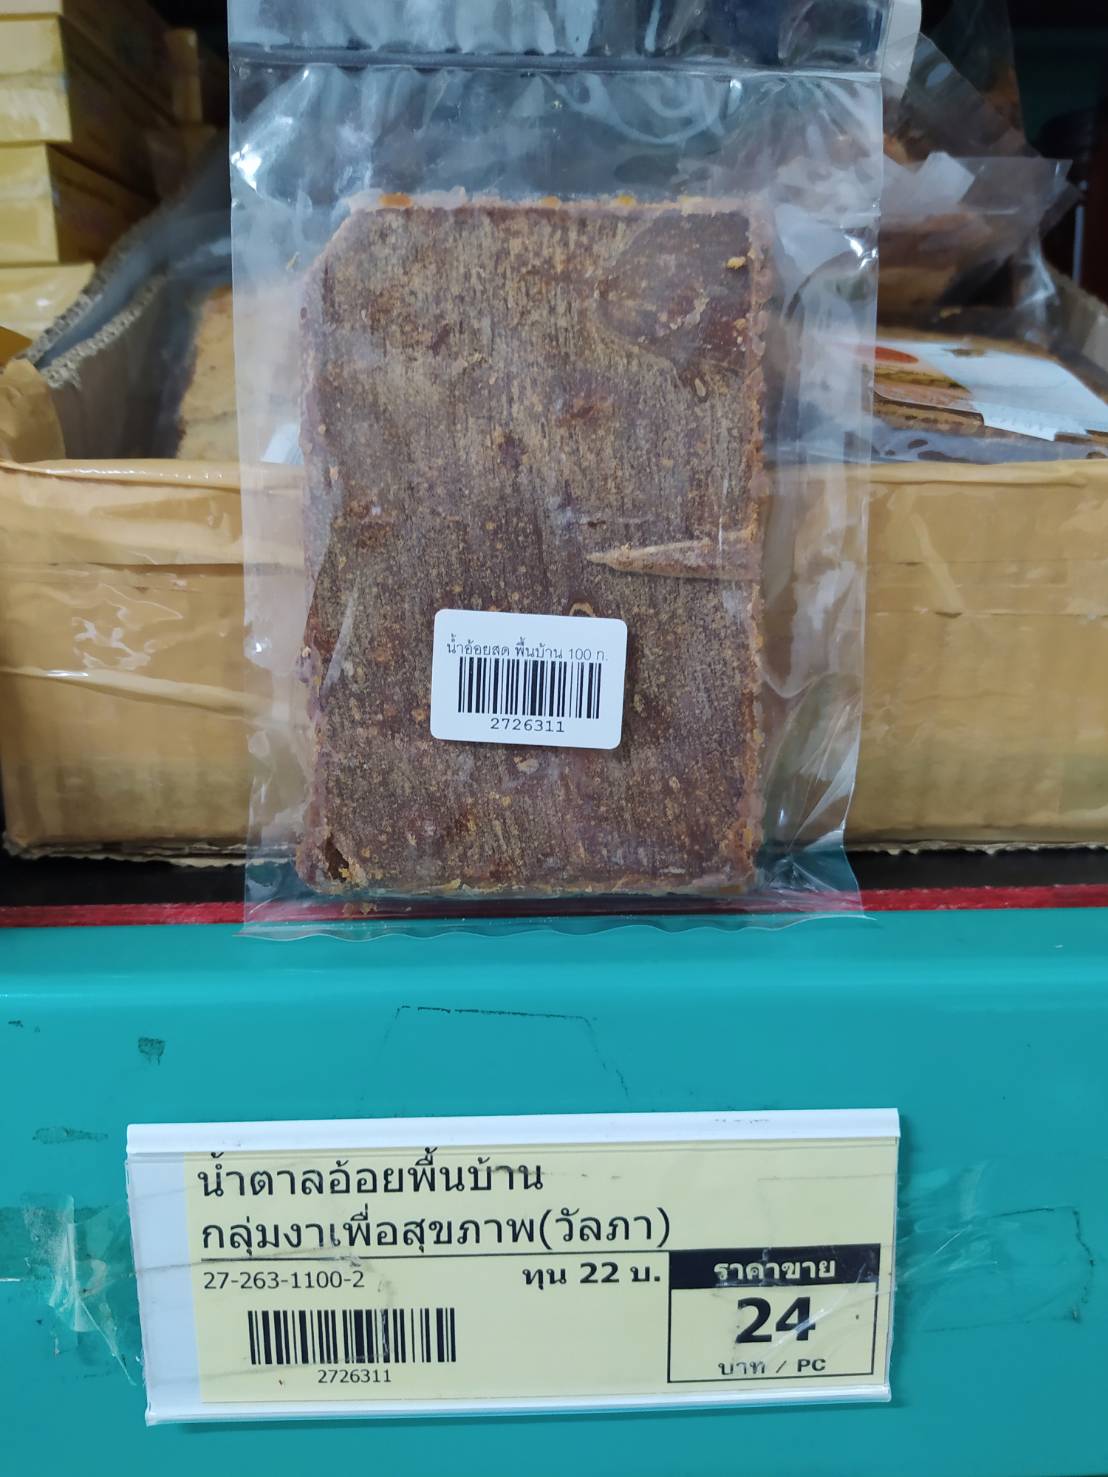 น้ำอ้อยสด พื้นบ้าน 100 ก.
2726311
น้ำตาลอ้อยพื้นบ้าน
กลุ่มงาเพื่อสุขภาพ(วัลภา)
27-263-1100-2
ทุน 22 บ.
ราคาขาย
24
บาท / PC
2726311